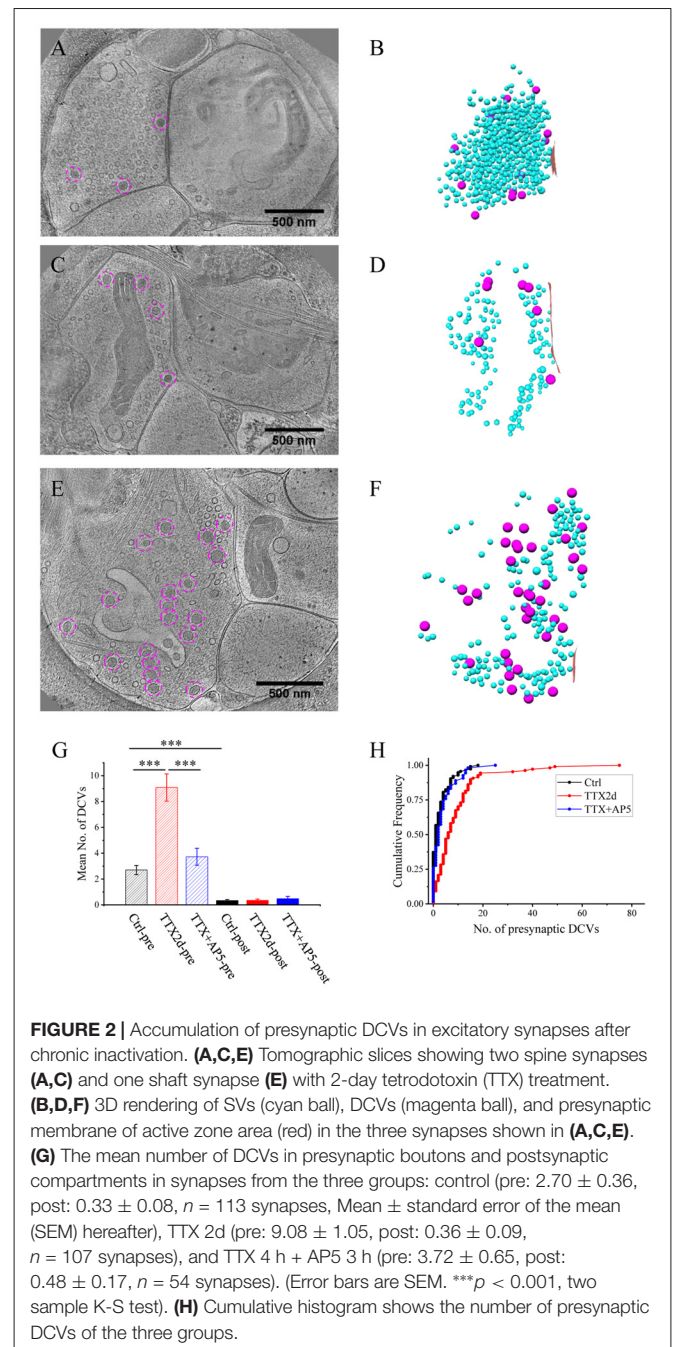 A
B
500 nm
C
D
500 nm
E
F
500 nm
G
H
***
*** ***
Mean No. of DCVs
10
8
6
4
2
0
Ctrl-pre
TTX2d-pre
TTX+AP5-pre
Ctrl-post
TTX2d-post
TTX+AP5-post
Cumulative Frequency
1.00
0.75
0.50
0.25
0.00
Ctrl
TTX2d
TTX+AP5
0 25 50 75
No. of presynaptic DCVs
FIGURE 2 | Accumulation of presynaptic DCVs in excitatory synapses after
chronic inactivation. (A,C,E) Tomographic slices showing two spine synapses
(A,C) and one shaft synapse (E) with 2-day tetrodotoxin (TTX) treatment.
(B,D,F) 3D rendering of SVs (cyan ball), DCVs (magenta ball), and presynaptic
membrane of active zone area (red) in the three synapses shown in (A,C,E).
(G) The mean number of DCVs in presynaptic boutons and postsynaptic
compartments in synapses from the three groups: control (pre: 2.70 ± 0.36,
post: 0.33 ± 0.08, n = 113 synapses, Mean ± standard error of the mean
(SEM) hereafter), TTX 2d (pre: 9.08 ± 1.05, post: 0.36 ± 0.09,
n = 107 synapses), and TTX 4 h + AP5 3 h (pre: 3.72 ± 0.65, post:
0.48 ± 0.17, n = 54 synapses). (Error bars are SEM. ***p < 0.001, two
sample K-S test). (H) Cumulative histogram shows the number of presynaptic
DCVs of the three groups.